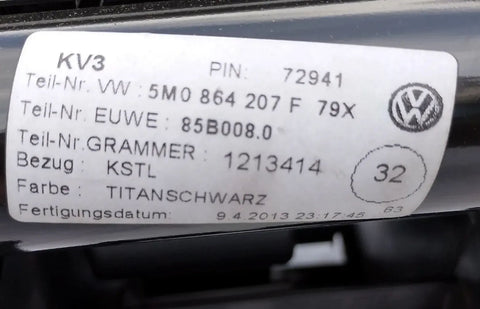 KV3 PIN: 72941
Teil-Nr. VW: 5M0 864 207 F 79X
Teil-Nr. EUWE: 85B008.0
Teil-Nr.GRAMMER: 1213414
Bezug : KSTL 32
Farbe : TITANSCHWARZ
Fertigungsdatum: 9.4.2013 23:17:45 B3